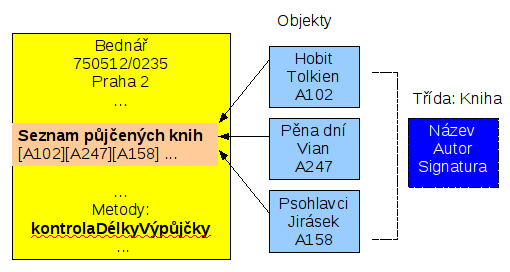 Objekty
Bednář
750512/0235
Praha 2
...
Seznam půjčených knih
[A102][A247][A158] ...
...
Metody:
kontrolaDélkyVýpůjčky
...
Hobit
Tolkien
A102
Pěna dní
Vian
A247
Psohlavci
Jirásek
A158
Třída: Kniha
Název
Autor
Signatura